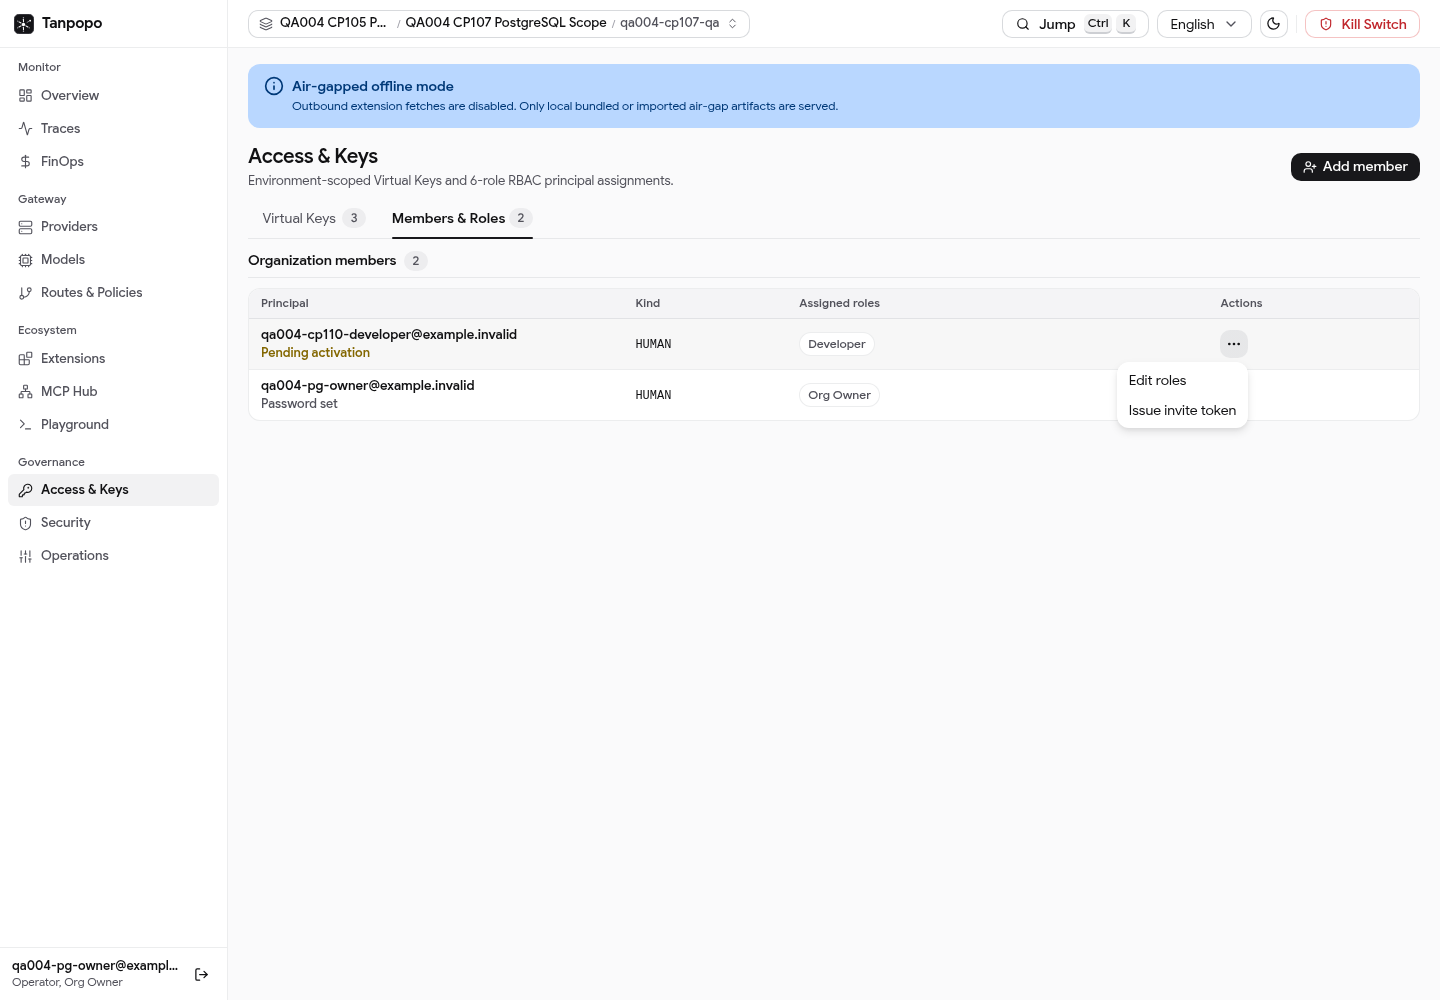 Tanpopo
QA004 CP105 P... / QA004 CP107 PostgreSQL Scope / qa004-cp107-qa
Jump Ctrl K
English
Kill Switch
Monitor
Overview
Traces
FinOps
Gateway
Providers
Models
Routes & Policies
Ecosystem
Extensions
MCP Hub
Playground
Governance
Access & Keys
Security
Operations
qa004-pg-owner@exampl...
Operator, Org Owner
Air-gapped offline mode
Outbound extension fetches are disabled. Only local bundled or imported air-gap artifacts are served.
Access & Keys
Environment-scoped Virtual Keys and 6-role RBAC principal assignments.
Add member
Virtual Keys 3
Members & Roles 2
Organization members 2
Principal Kind Assigned roles Actions
qa004-cp110-developer@example.invalid
Pending activation
HUMAN
Developer
qa004-pg-owner@example.invalid
Password set
HUMAN
Org Owner
Edit roles
Issue invite token